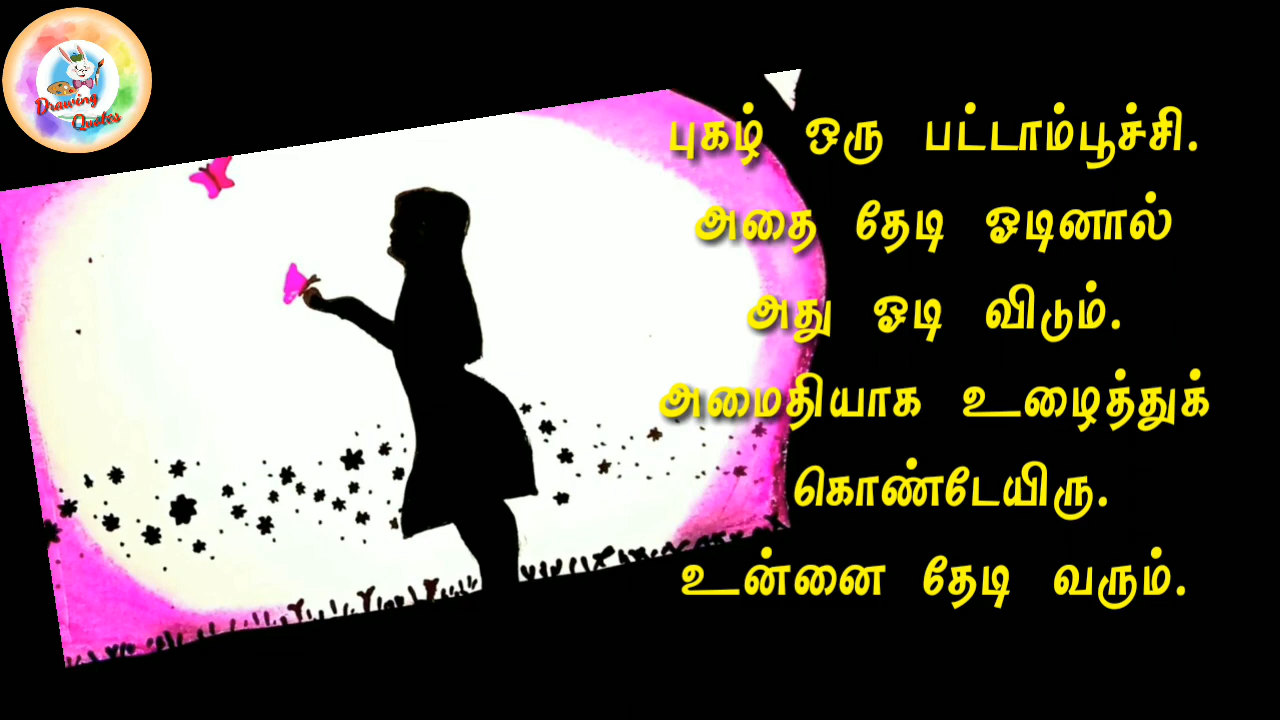 Drawing
Quotes
புகழ் ஒரு பட்டாம்பூச்சி.
அதை தேடி ஓடினால்
அது ஓடி விடும்.
அமைதியாக உழைத்துக்
கொண்டேயிரு.
உன்னை தேடி வரும்.